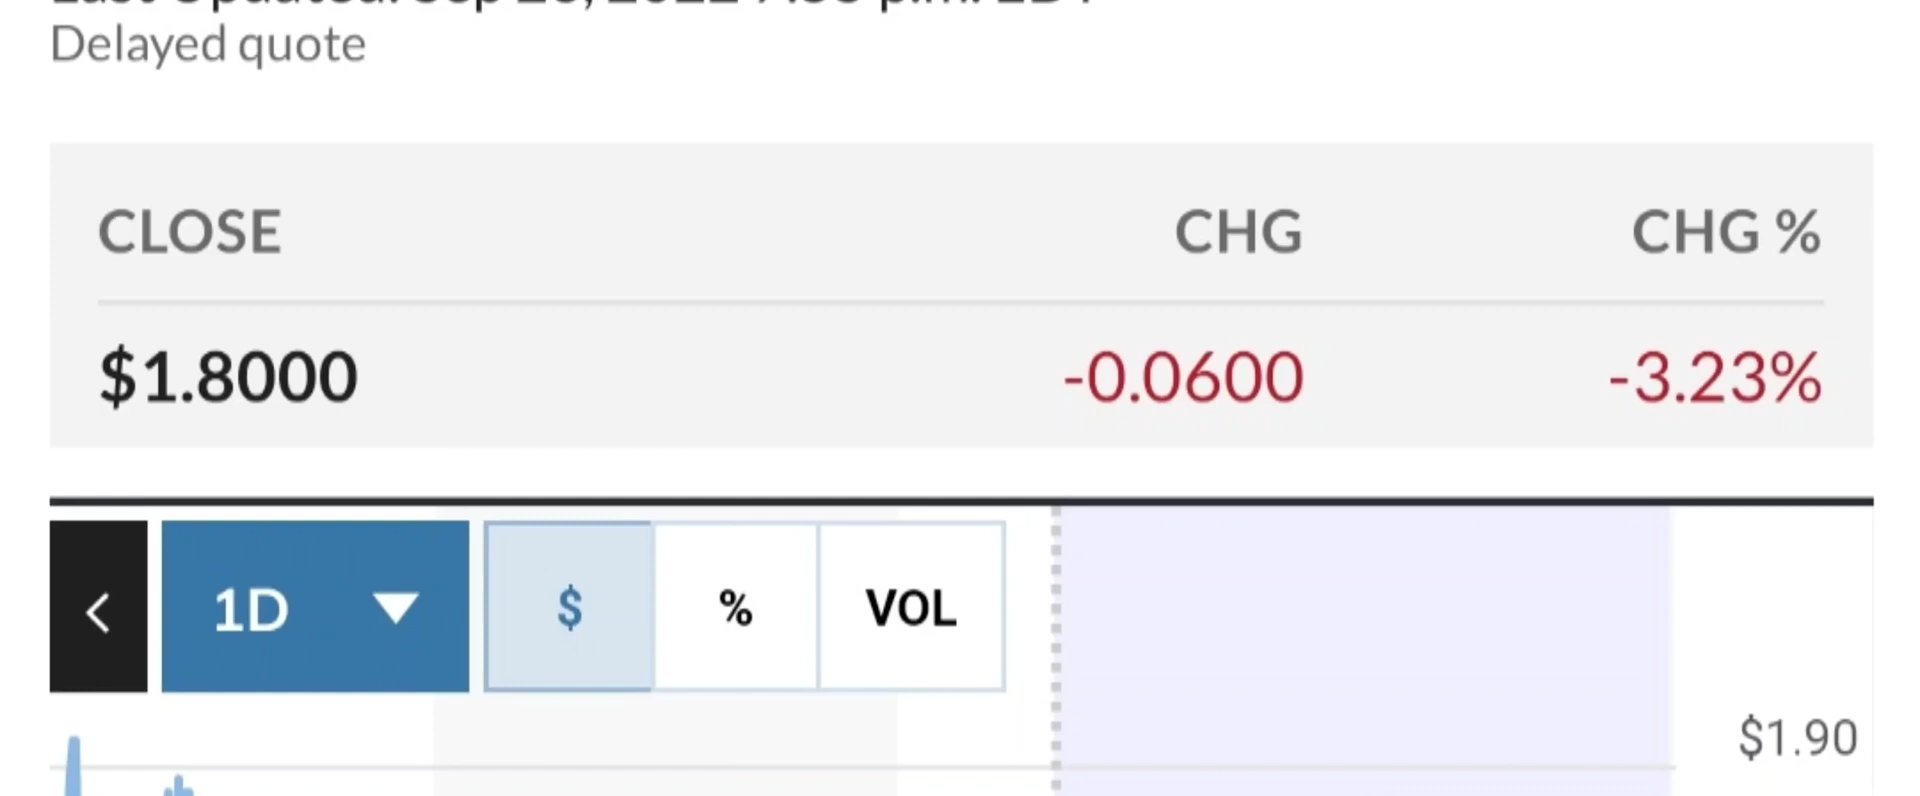 Delayed quote
CLOSE CHG CHG %
$1.8000 -0.0600 -3.23%
1D $ % VOL
$1.90